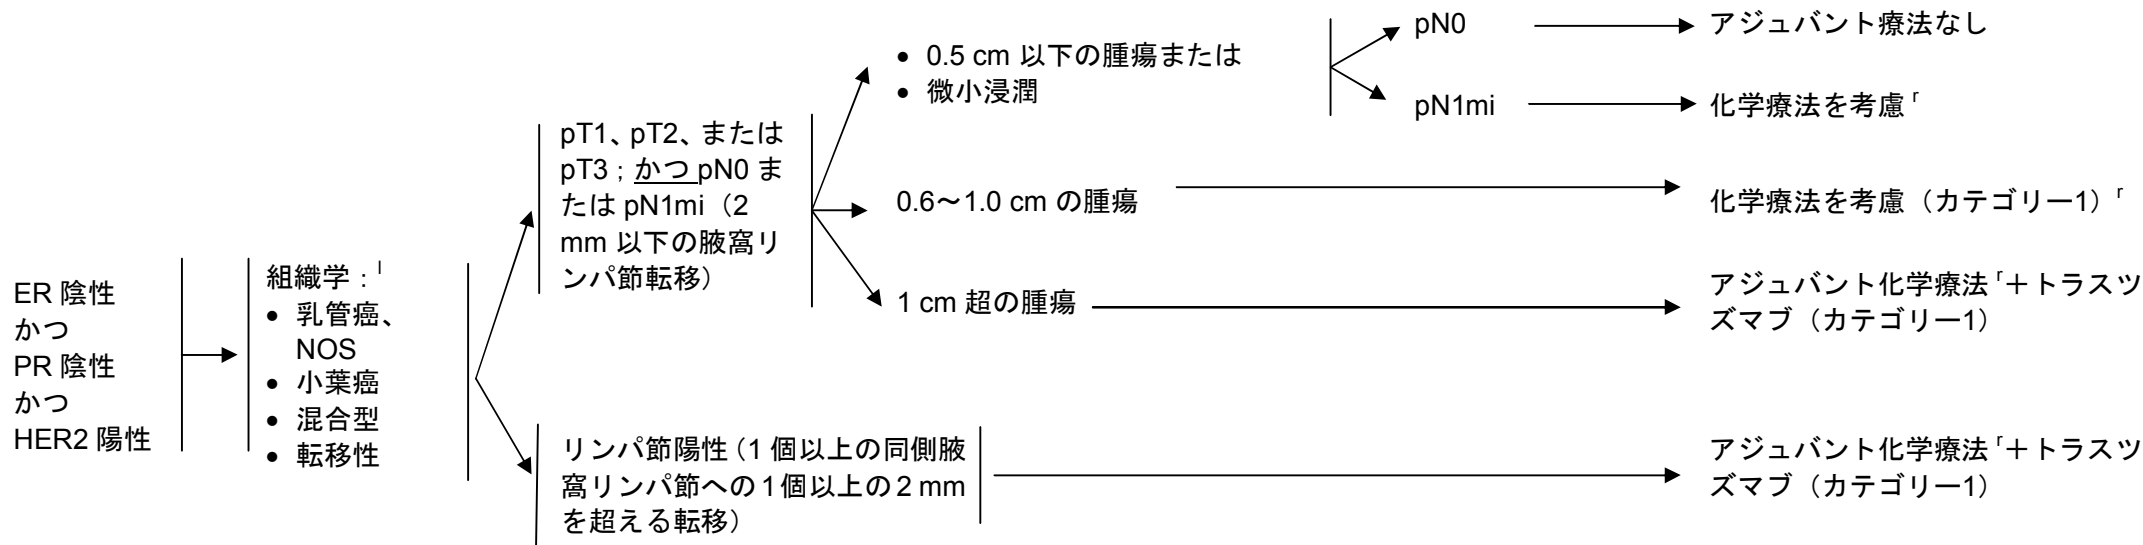 ER 陰性
かつ
PR 陰性
かつ
HER2 陽性
組織学：l
• 乳管癌、
NOS
• 小葉癌
• 混合型
• 転移性
pT1、pT2、または
pT3；かつ pN0 ま
たは pN1mi（2
mm 以下の腋窩リ
ンパ節転移）
• 0.5 cm 以下の腫瘍または
• 微小浸潤
pN0
アジュバント療法なし
pN1mi
化学療法を考慮 r
0.6～1.0 cm の腫瘍
化学療法を考慮（カテゴリー1）r
1 cm 超の腫瘍
アジュバント化学療法 r＋トラスツ
ズマブ（カテゴリー1）
リンパ節陽性（1 個以上の同側腋
窩リンパ節への 1 個以上の 2 mm
を超える転移）
アジュバント化学療法 r＋トラスツ
ズマブ（カテゴリー1）